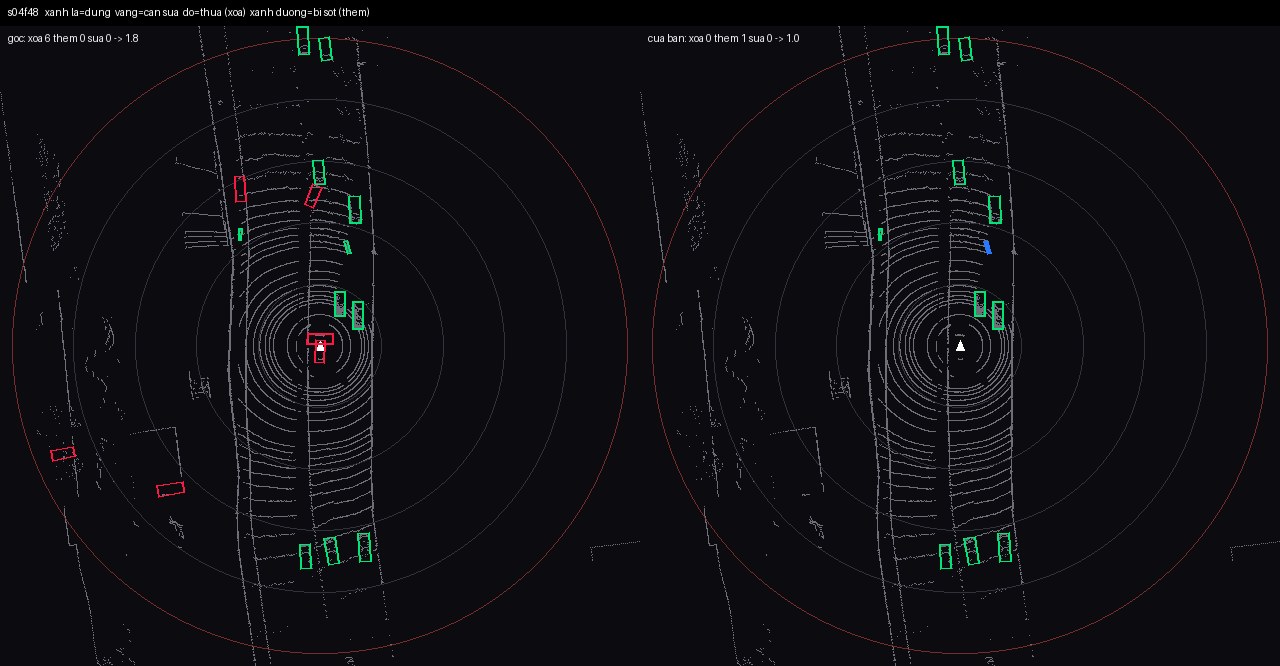 s04f48 xanh la=dung vang=can sua do=thua (xoa) xanh duong=bi sot (them)
goc: xoa 6 them 0 sua 0 -> 1.8
cua ban: xoa 0 them 1 sua 0 -> 1.0